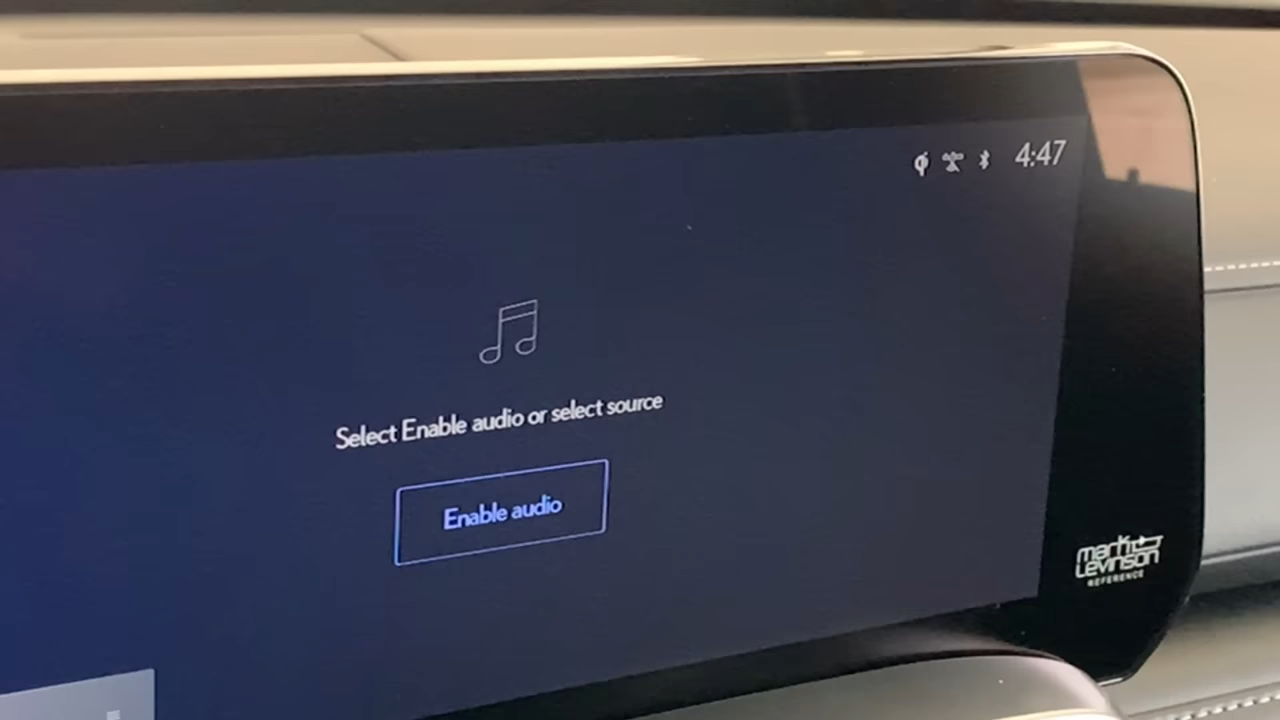 4:47
Select Enable audio or select source
Enable audio
mark
Levinson
REFERENCE